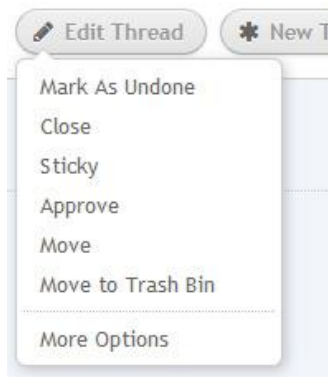 Edit Thread New T
Mark As Undone
Close
Sticky
Approve
Move
Move to Trash Bin
More Options